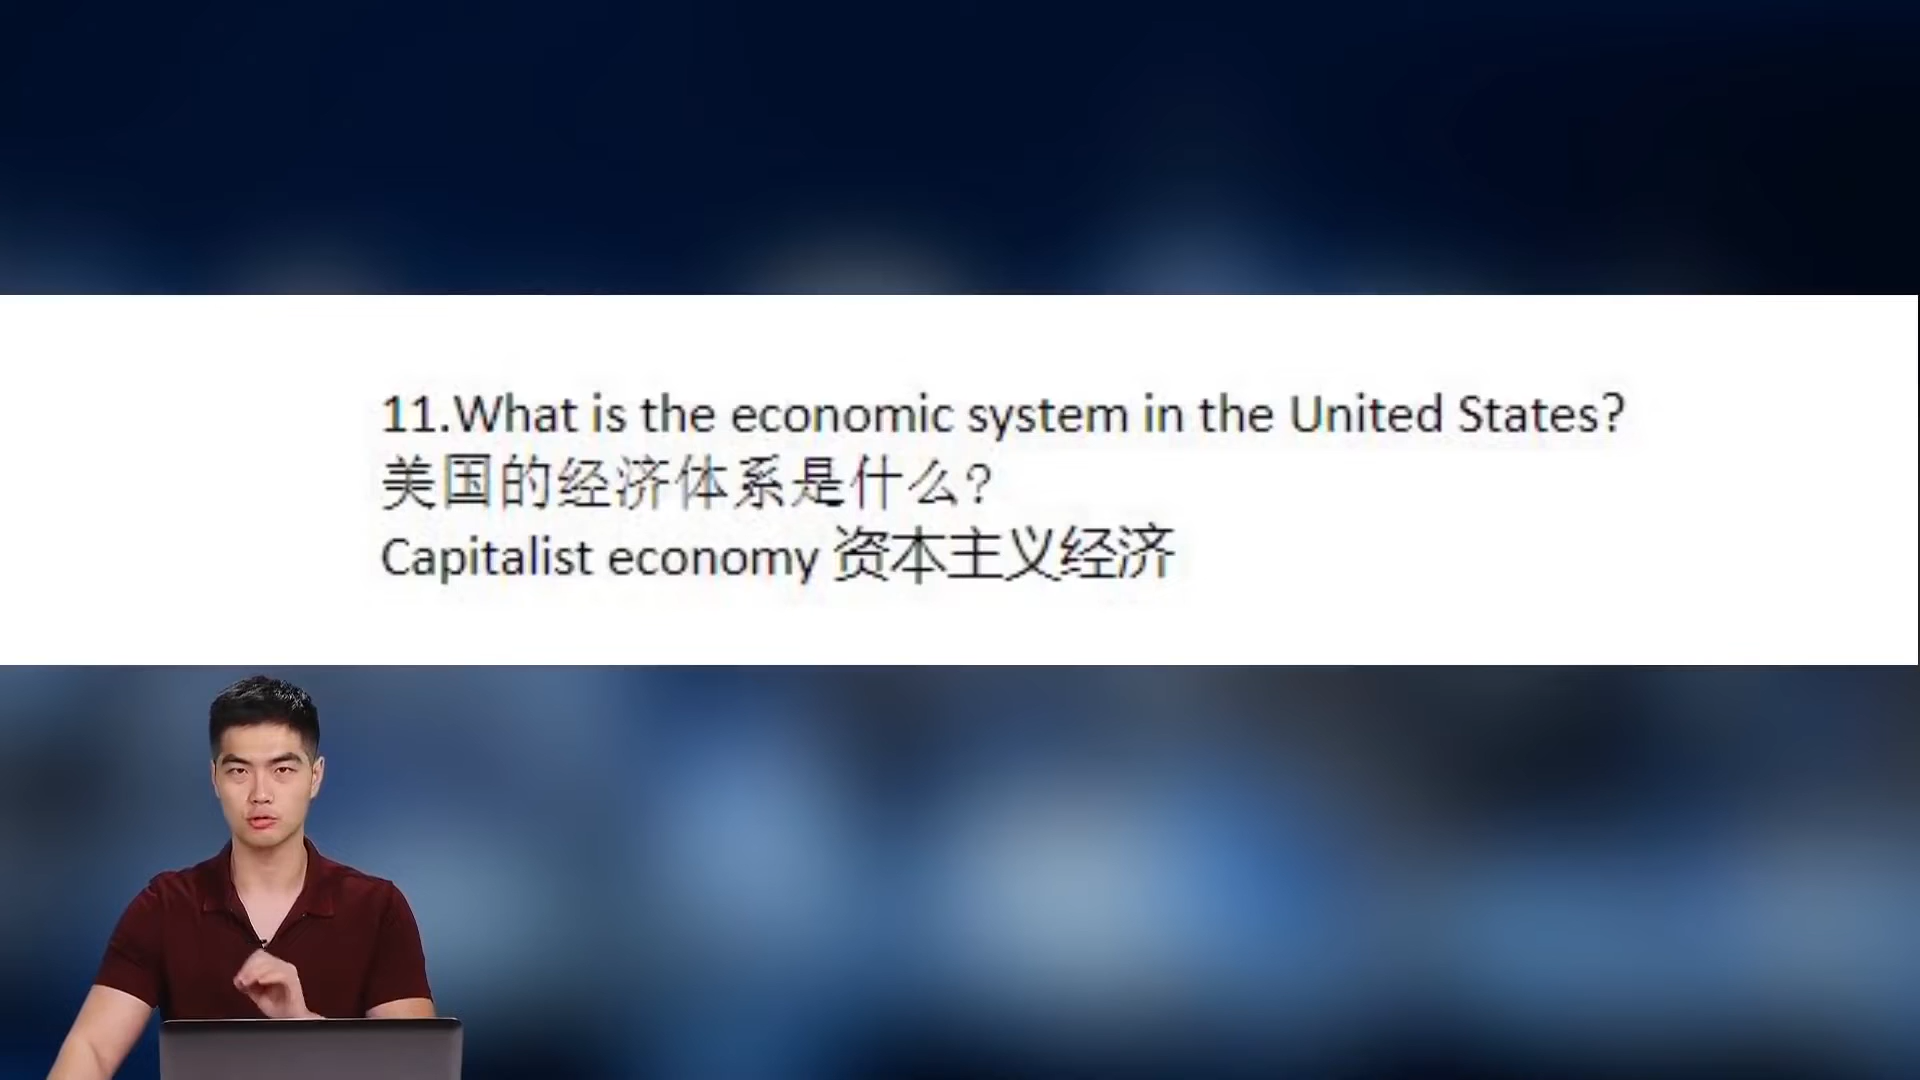 11.What is the economic system in the United States?
美国的经济体系是什么?
Capitalist economy 资本主义经济